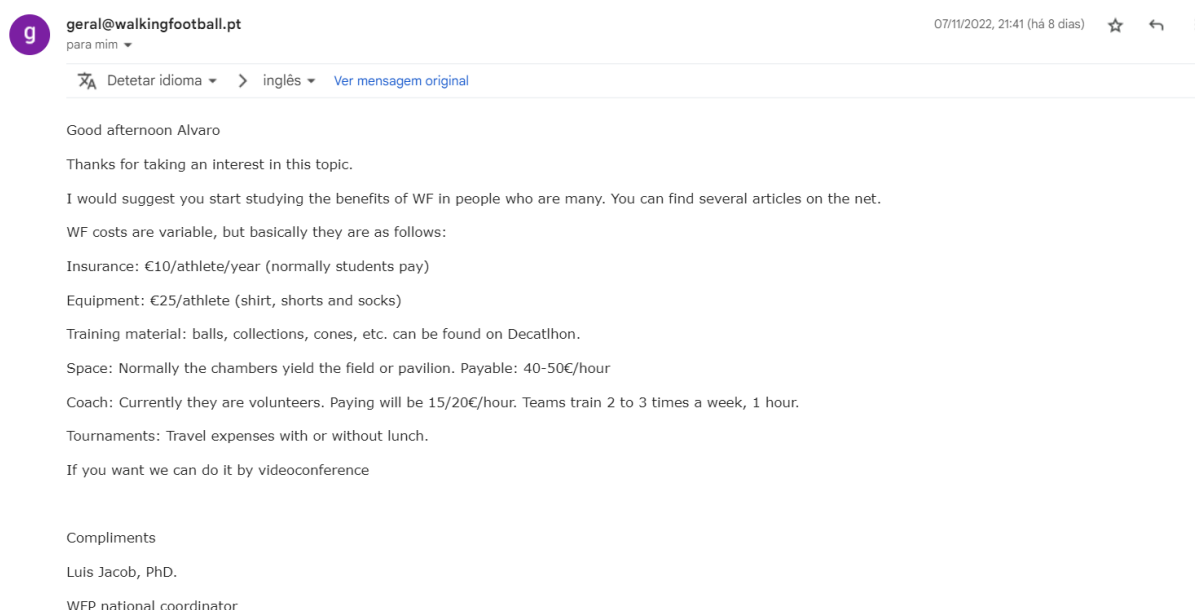 g
geral@walkingfootball.pt
07/11/2022, 21:41 (há 8 dias)
para mim
Detetar idioma
inglês
Ver mensagem original
Good afternoon Alvaro
Thanks for taking an interest in this topic.
I would suggest you start studying the benefits of WF in people who are many. You can find several articles on the net.
WF costs are variable, but basically they are as follows:
Insurance: €10/athlete/year (normally students pay)
Equipment: €25/athlete (shirt, shorts and socks)
Training material: balls, collections, cones, etc. can be found on Decatlhon.
Space: Normally the chambers yield the field or pavilion. Payable: 40-50€/hour
Coach: Currently they are volunteers. Paying will be 15/20€/hour. Teams train 2 to 3 times a week, 1 hour.
Tournaments: Travel expenses with or without lunch.
If you want we can do it by videoconference
Compliments
Luis Jacob, PhD.
WFP national coordinator